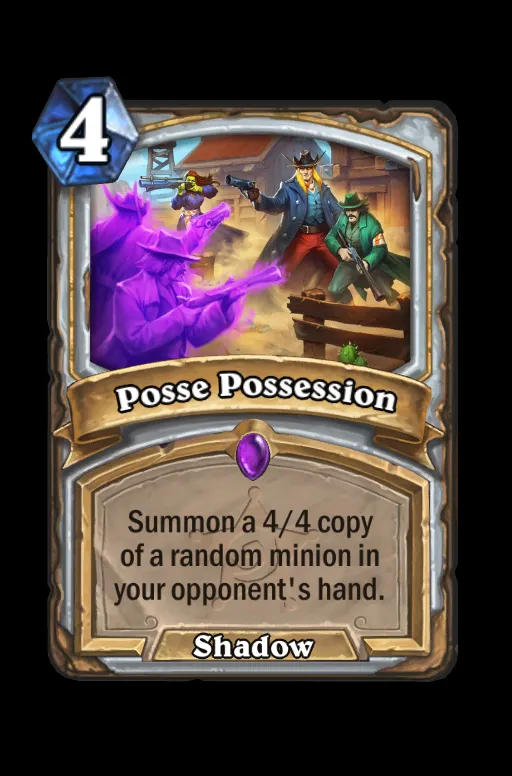 4
Posse Possession
Summon a 4/4 copy
of a random minion in
your opponent's hand.
Shadow